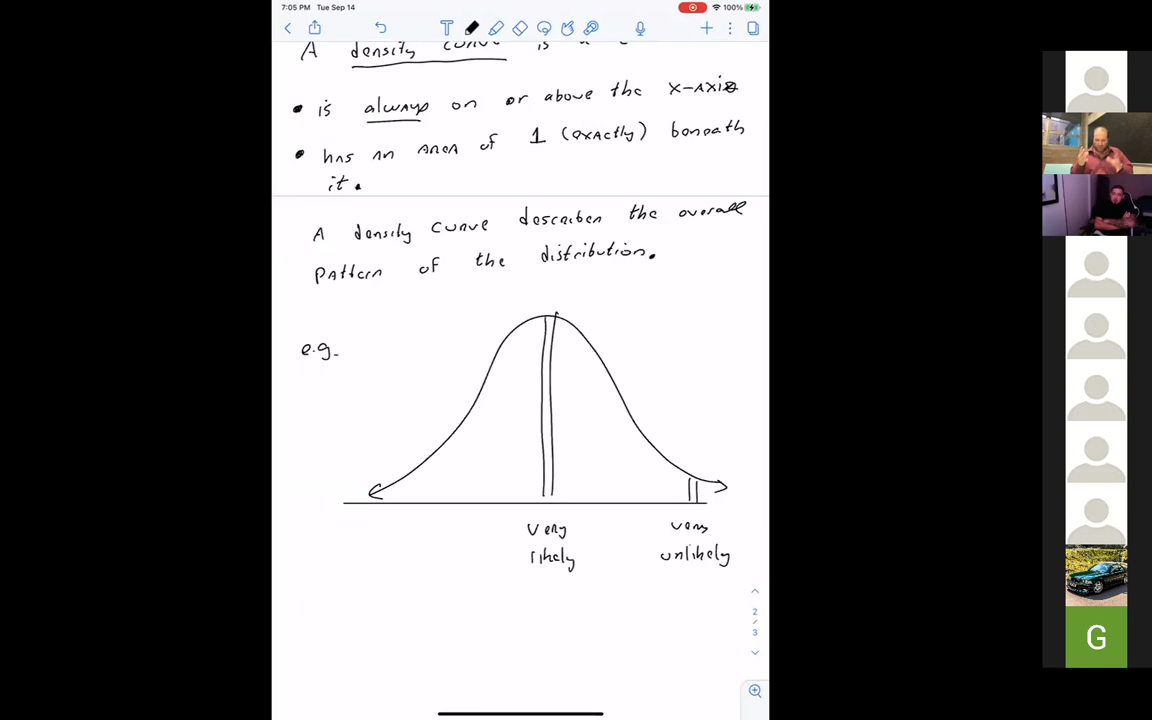 7:05 PM Tue Sep 14
100%
A density curve is a
• is always on or above the x-axis
• has an area of 1 (exactly) beneath
it.
A density curve describes the overall
pattern of the distribution.
e.g.
very
likely
very
unlikely
2
/
3
G